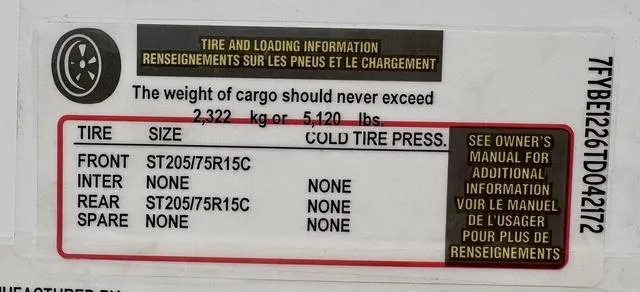 TIRE AND LOADING INFORMATION
RENSEIGNEMENTS SUR LES PNEUS ET LE CHARGEMENT
The weight of cargo should never exceed
2,322 kg or 5,120 lbs.
TIRE SIZE COLD TIRE PRESS.
FRONT ST205/75R15C
INTER NONE NONE
REAR ST205/75R15C NONE
SPARE NONE NONE
SEE OWNER'S
MANUAL FOR
ADDITIONAL
INFORMATION
VOIR LE MANUEL
DE L'USAGER
POUR PLUS DE
RENSEIGNEMENTS
7FYBE1226TD042172